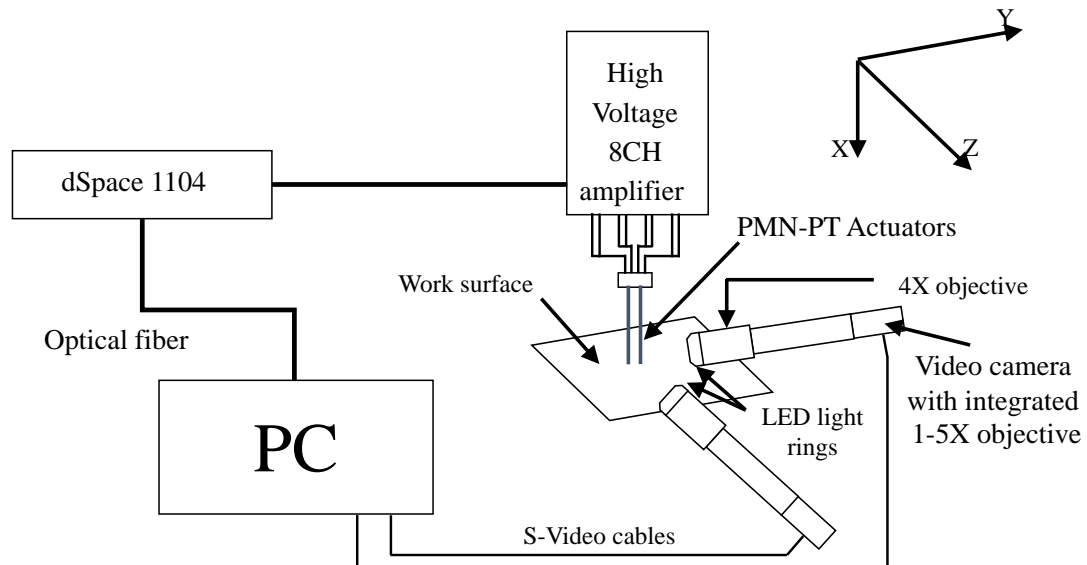 Y
High
Voltage
8CH
amplifier
X
Z
dSpace 1104
PMN-PT Actuators
Work surface
4X objective
Optical fiber
Video camera
with integrated
1-5X objective
LED light
rings
PC
S-Video cables